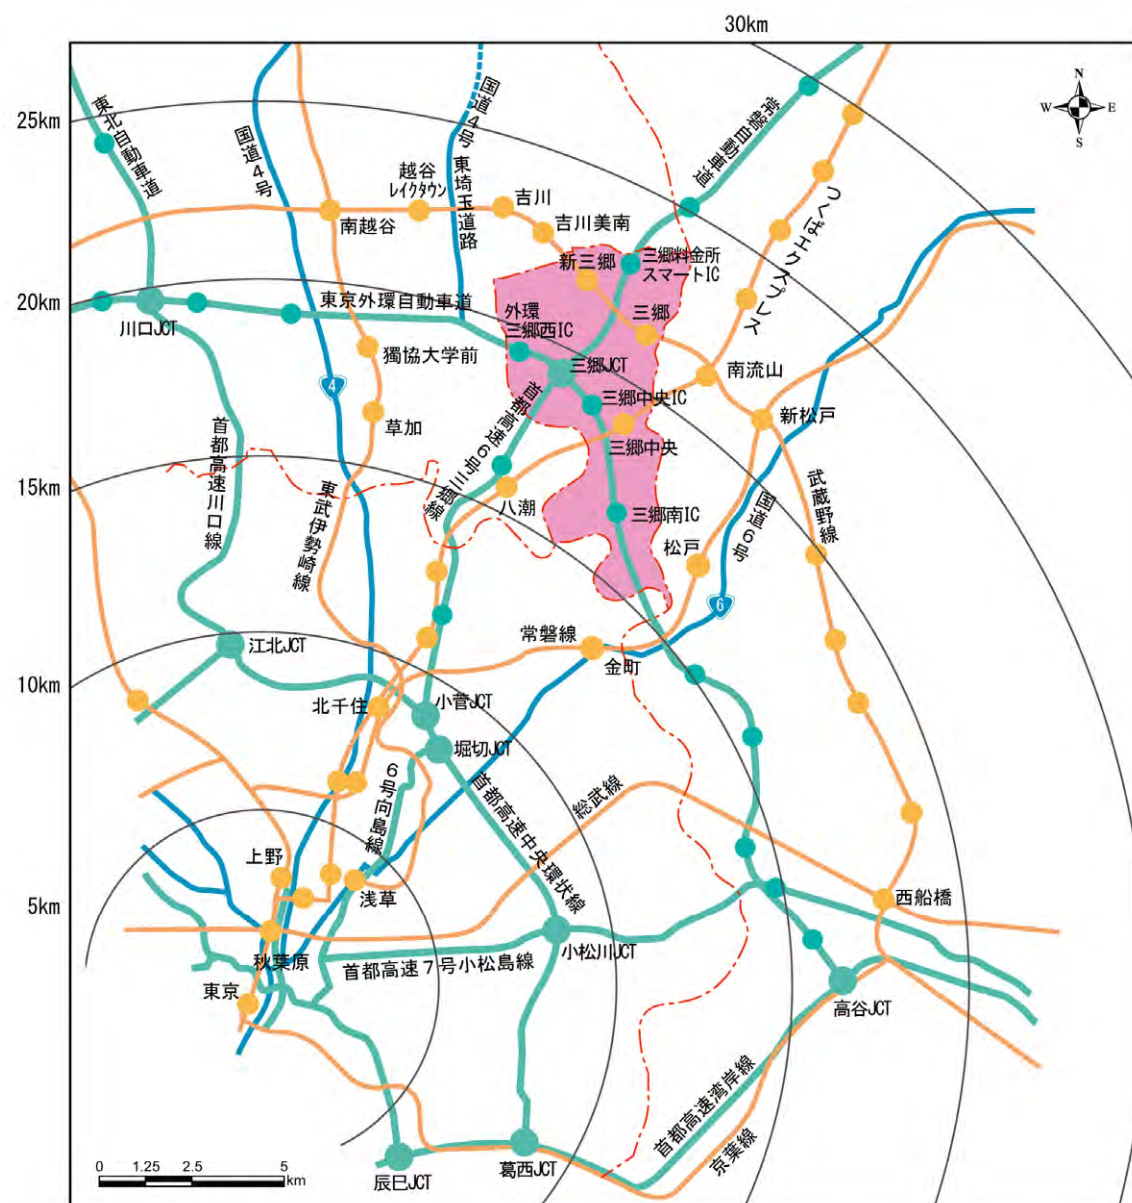 30km
25km
20km
15km
10km
5km
N
W
E
S
東北自動車道
国道4号
国道4号 東埼玉道路
常磐自動車道
越谷
レイクタウン
吉川
南越谷
吉川美南
つくばエクスプレス
新三郷
三郷料金所
スマートIC
東京外環自動車道
外環
三郷西IC
三郷
川口JCT
獨協大学前
三郷JCT
南流山
4
首都高速6号三郷線
三郷中央IC
新松戸
草加
三郷中央
首都高速川口線
東武伊勢崎線
八潮
三郷南IC
武蔵野線
国道6号
松戸
6
常磐線
金町
江北JCT
北千住
小菅JCT
堀切JCT
6号向島線
首都高速中央環状線
総武線
上野
浅草
西船橋
秋葉原
首都高速7号小松島線
小松川JCT
東京
高谷JCT
首都高速湾岸線
京葉線
辰巳JCT
葛西JCT
0 1.25 2.5 5
km